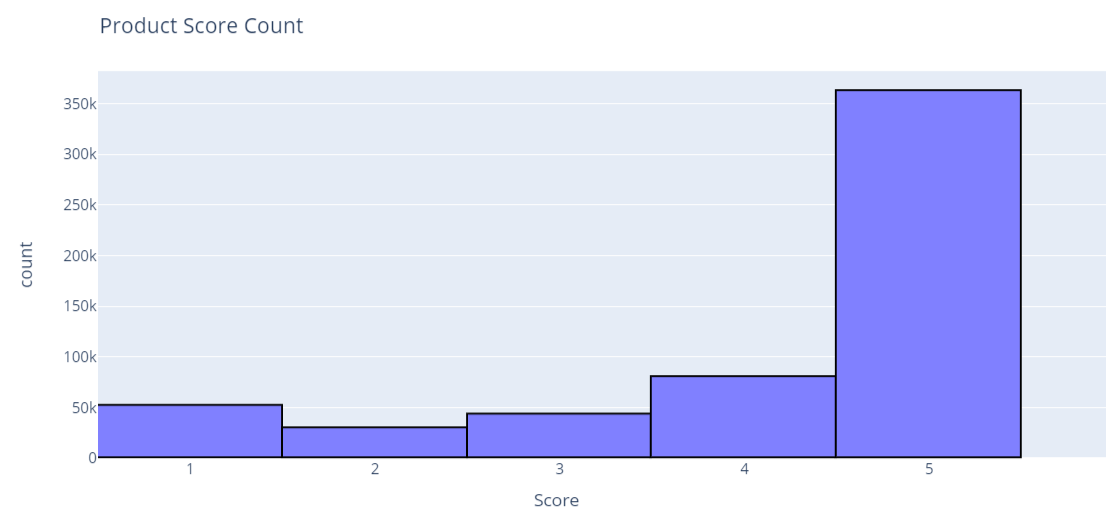 Product Score Count
350k
300k
250k
200k
150k
100k
50k
0
count
1 2 3 4 5
Score